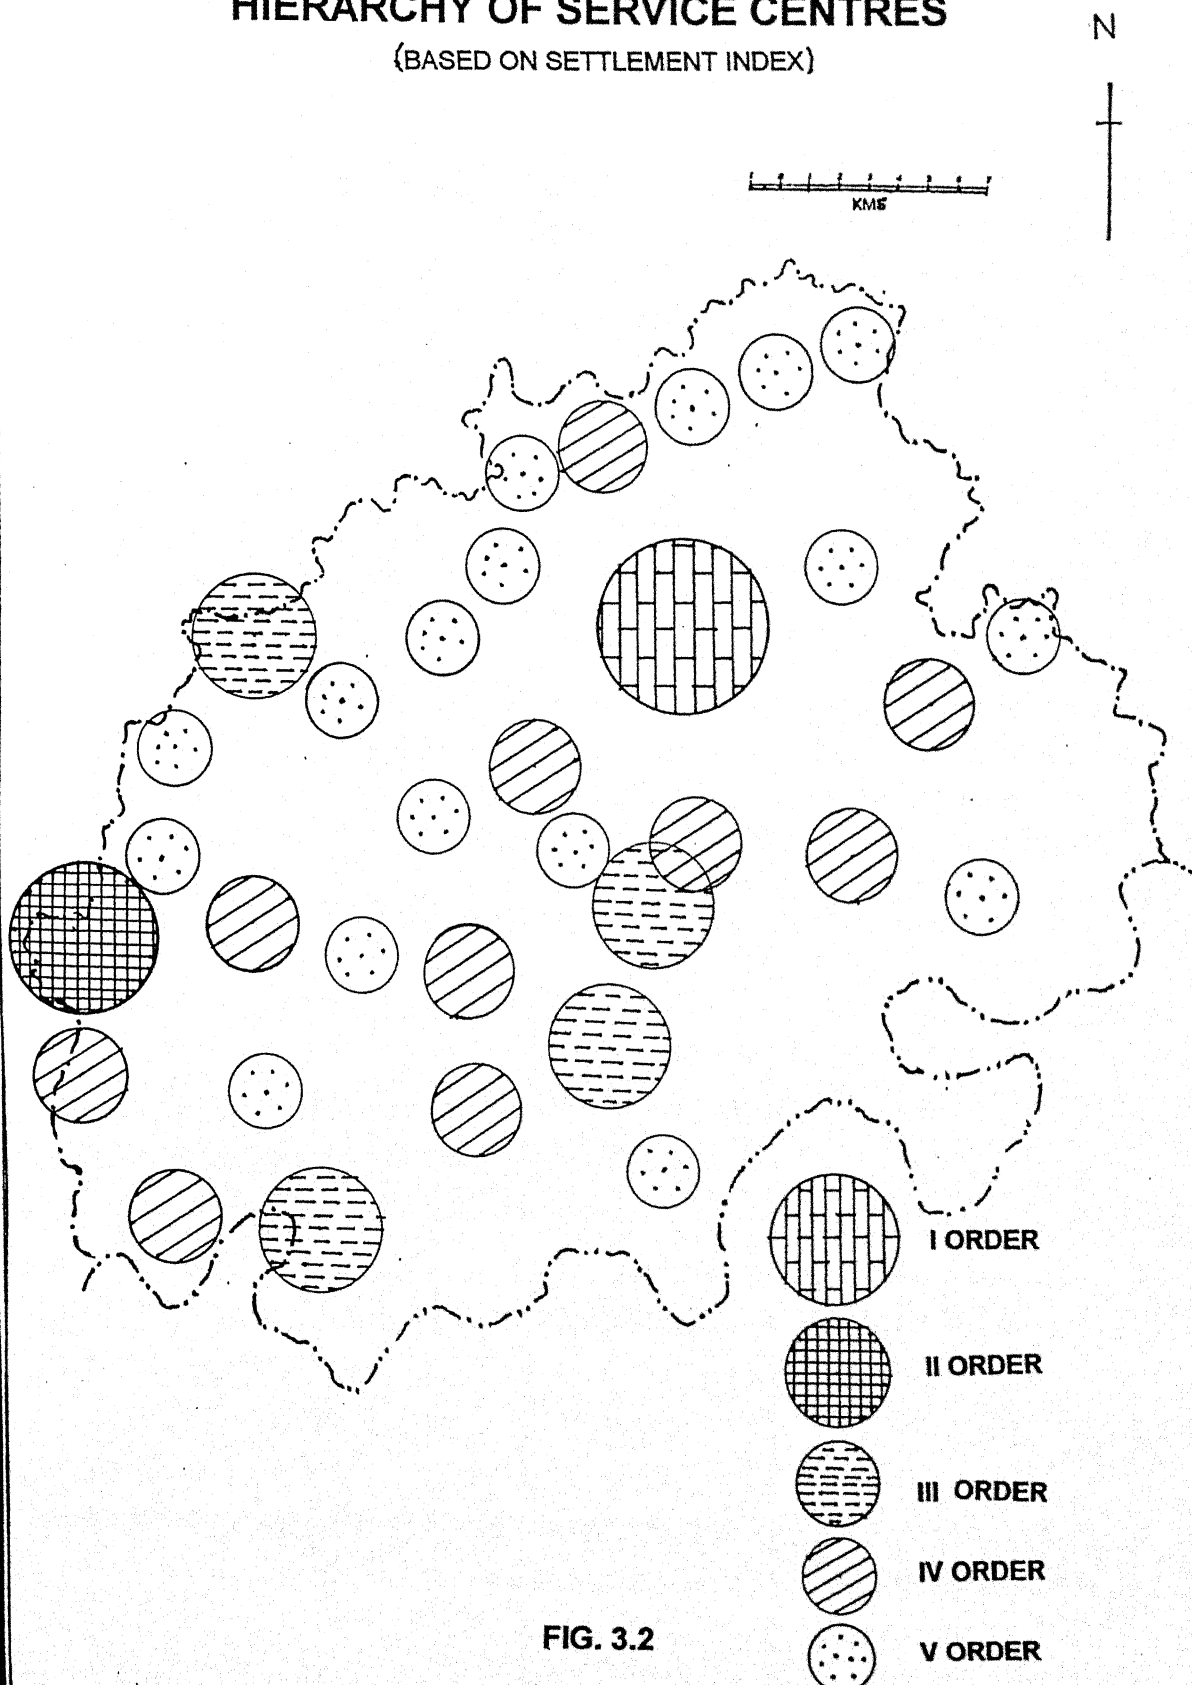 HIERARCHY OF SERVICE CENTRES
(BASED ON SETTLEMENT INDEX)
N
KMS
I ORDER
II ORDER
III ORDER
IV ORDER
V ORDER
FIG. 3.2